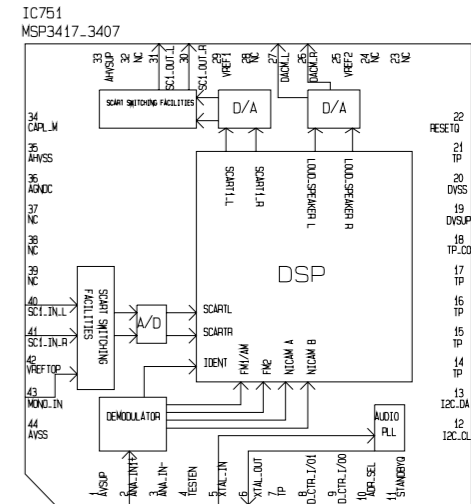 IC751
MSP3417_3407
33 AHVSUP
32 NC
31 SC1_OUT_L
30 SC1_OUT_R
29 VREF1
28 NC
27 DACM_L
26 DACM_R
25 VREF2
24 NC
23 NC
SCART SWITCHING FACILITIES
D/A
D/A
34
CAPL_M
35
AHVSS
36
AGNDC
37
NC
38
NC
39
NC
40
SC1_IN_L
41
SC1_IN_R
42
VREFTOP
43
MONO_IN
44
AVSS
22
RESETQ
21
TP
20
DVSS
19
DVSUP
18
TP_CO
17
TP
16
TP
15
TP
14
TP
13
I2C_DA
12
I2C_CL
SCART1_L
SCART1_R
LOUD_SPEAKER L
LOUD_SPEAKER R
DSP
SCART SWITCHING
FACILITIES
A/D
SCARTL
SCARTR
IDENT
FM1/AM
FM2
NICAM A
NICAM B
DEMODULATOR
AUDIO
PLL
1 AVSUP
2 ANA_IN1+
3 ANA_IN-
4 TESTEN
5 XTAL_IN
6 XTAL_OUT
7 TP
8 D_CTR_I/O1
9 D_CTR_I/O0
10 ADR_SEL
11 STANDBYQ